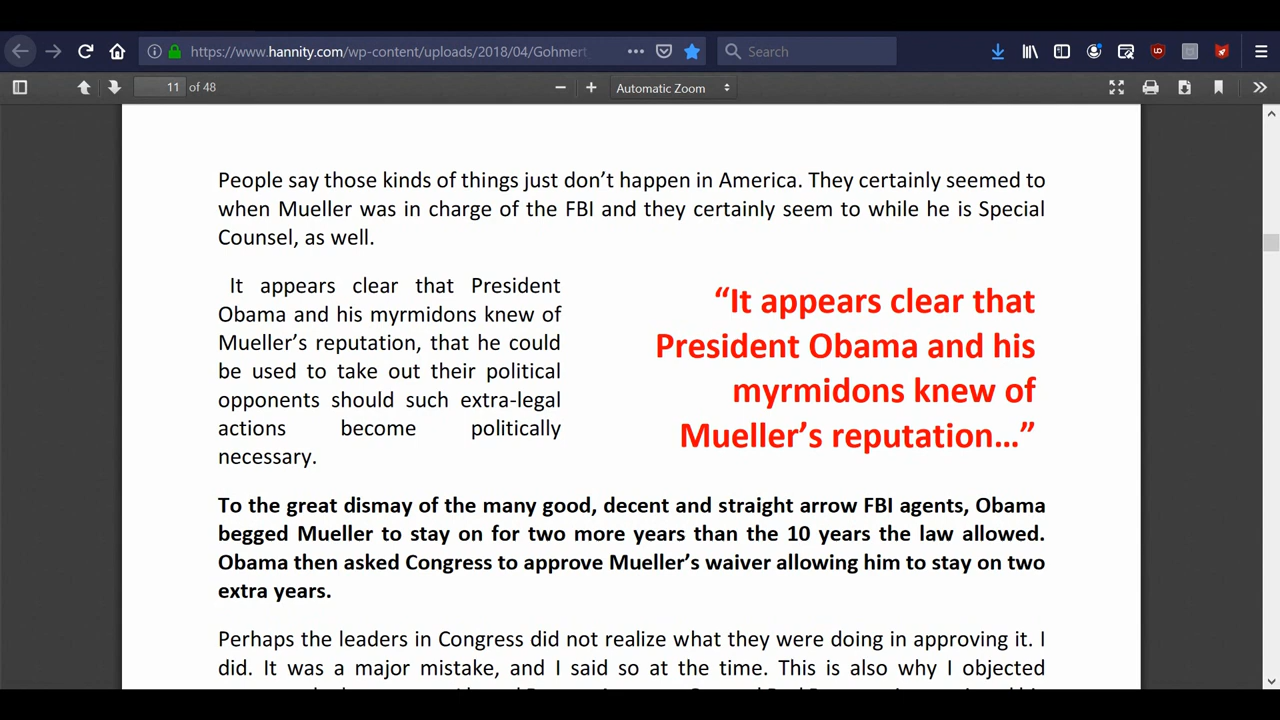 https://www.hannity.com/wp-content/uploads/2018/04/Gohmert
Search
11 of 48
Automatic Zoom
People say those kinds of things just don’t happen in America. They certainly seemed to
when Mueller was in charge of the FBI and they certainly seem to while he is Special
Counsel, as well.
It appears clear that President
Obama and his myrmidons knew of
Mueller’s reputation, that he could
be used to take out their political
opponents should such extra-legal
actions become politically
necessary.
“It appears clear that
President Obama and his
myrmidons knew of
Mueller’s reputation…”
To the great dismay of the many good, decent and straight arrow FBI agents, Obama
begged Mueller to stay on for two more years than the 10 years the law allowed.
Obama then asked Congress to approve Mueller’s waiver allowing him to stay on two
extra years.
Perhaps the leaders in Congress did not realize what they were doing in approving it. I
did. It was a major mistake, and I said so at the time. This is also why I objected